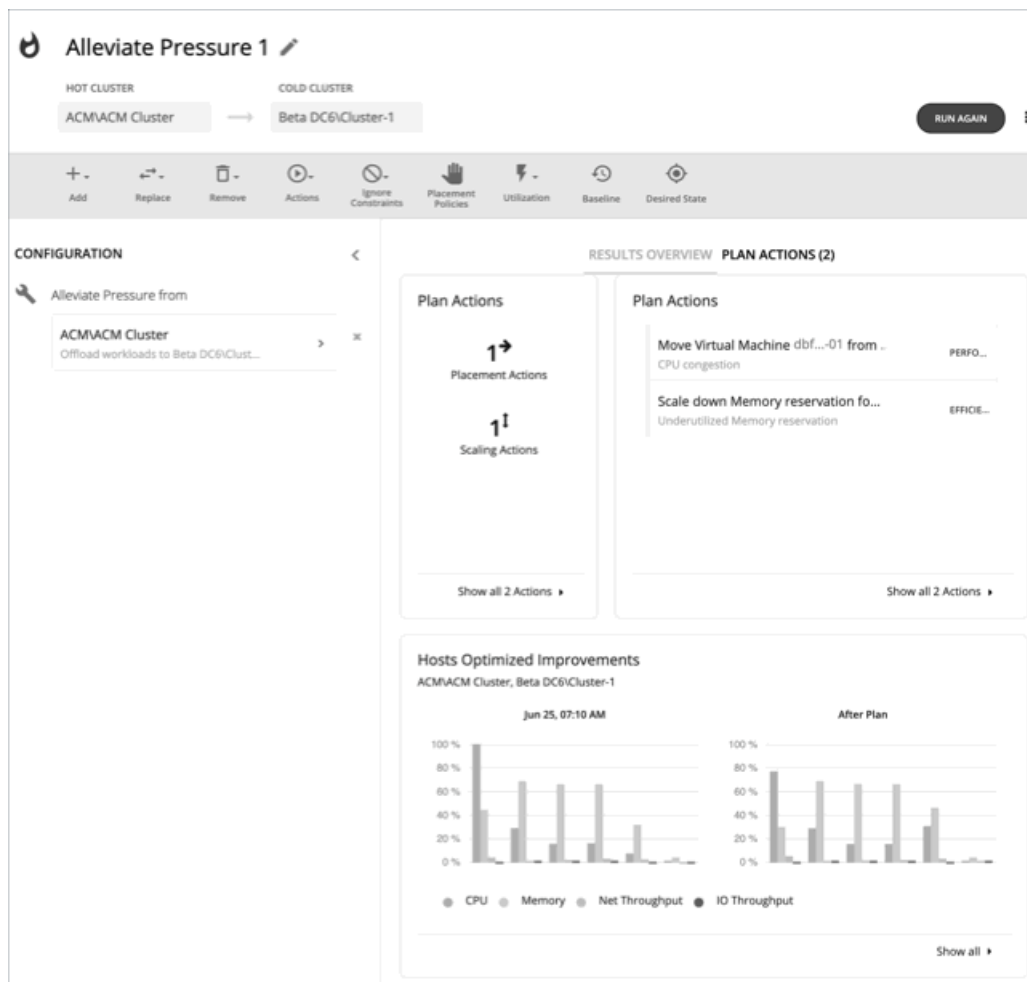 Alleviate Pressure 1
HOT CLUSTER
COLD CLUSTER
ACM\ACM Cluster
Beta DC6\Cluster-1
RUN AGAIN
Add
Replace
Remove
Actions
Ignore
Constraints
Placement
Policies
Utilization
Baseline
Desired State
CONFIGURATION
Alleviate Pressure from
ACM\ACM Cluster
Offload workloads to Beta DC6\Clust...
RESULTS OVERVIEW PLAN ACTIONS (2)
Plan Actions
1
Placement Actions
1
Scaling Actions
Show all 2 Actions
Plan Actions
Move Virtual Machine dbf...-01 from ..
PERFO...
CPU congestion
Scale down Memory reservation fo...
EFFICIE...
Underutilized Memory reservation
Show all 2 Actions
Hosts Optimized Improvements
ACM\ACM Cluster, Beta DC6\Cluster-1
Jun 25, 07:10 AM
100 %
80 %
60 %
40 %
20 %
0 %
After Plan
100 %
80 %
60 %
40 %
20 %
0 %
CPU Memory Net Throughput IO Throughput
Show all